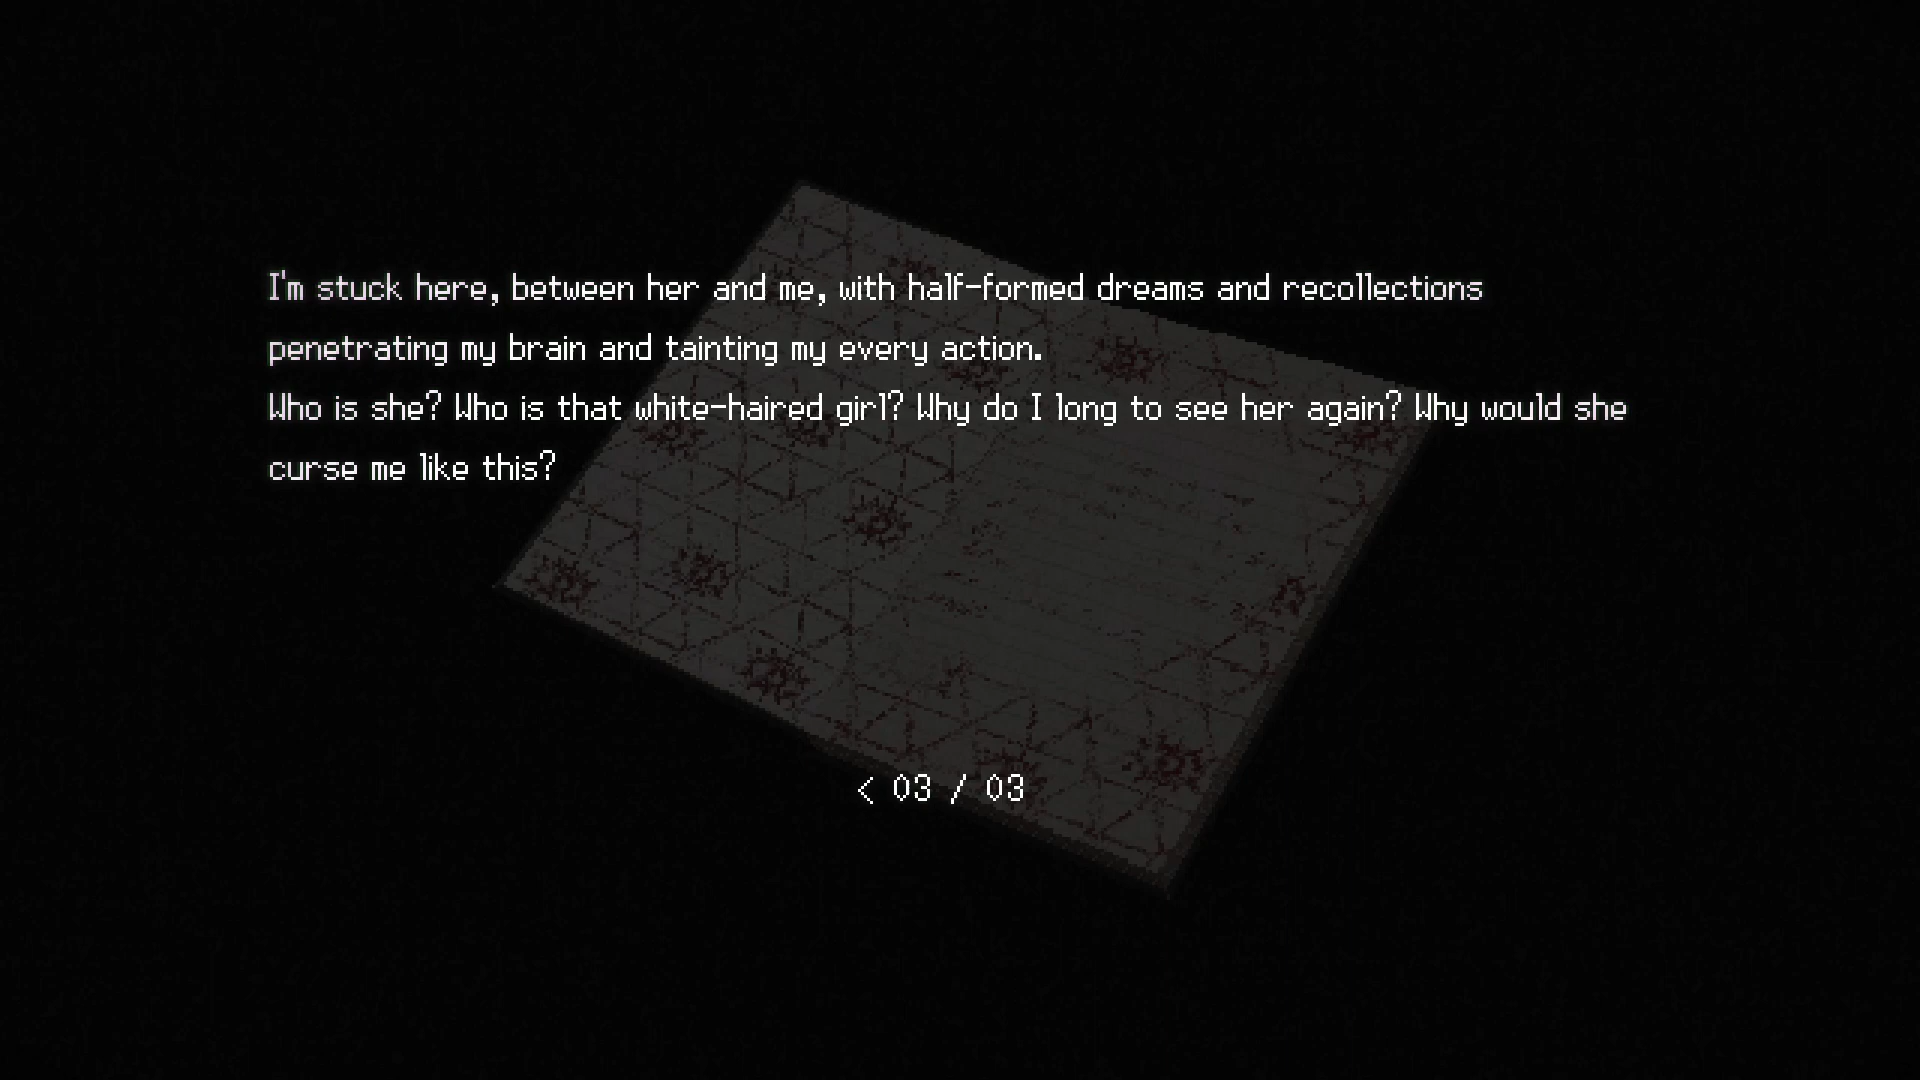 I'm stuck here, between her and me, with half-formed dreams and recollections
penetrating my brain and tainting my every action.
Who is she? Who is that white-haired girl? Why do I long to see her again? Why would she
curse me like this?
< 03 / 03